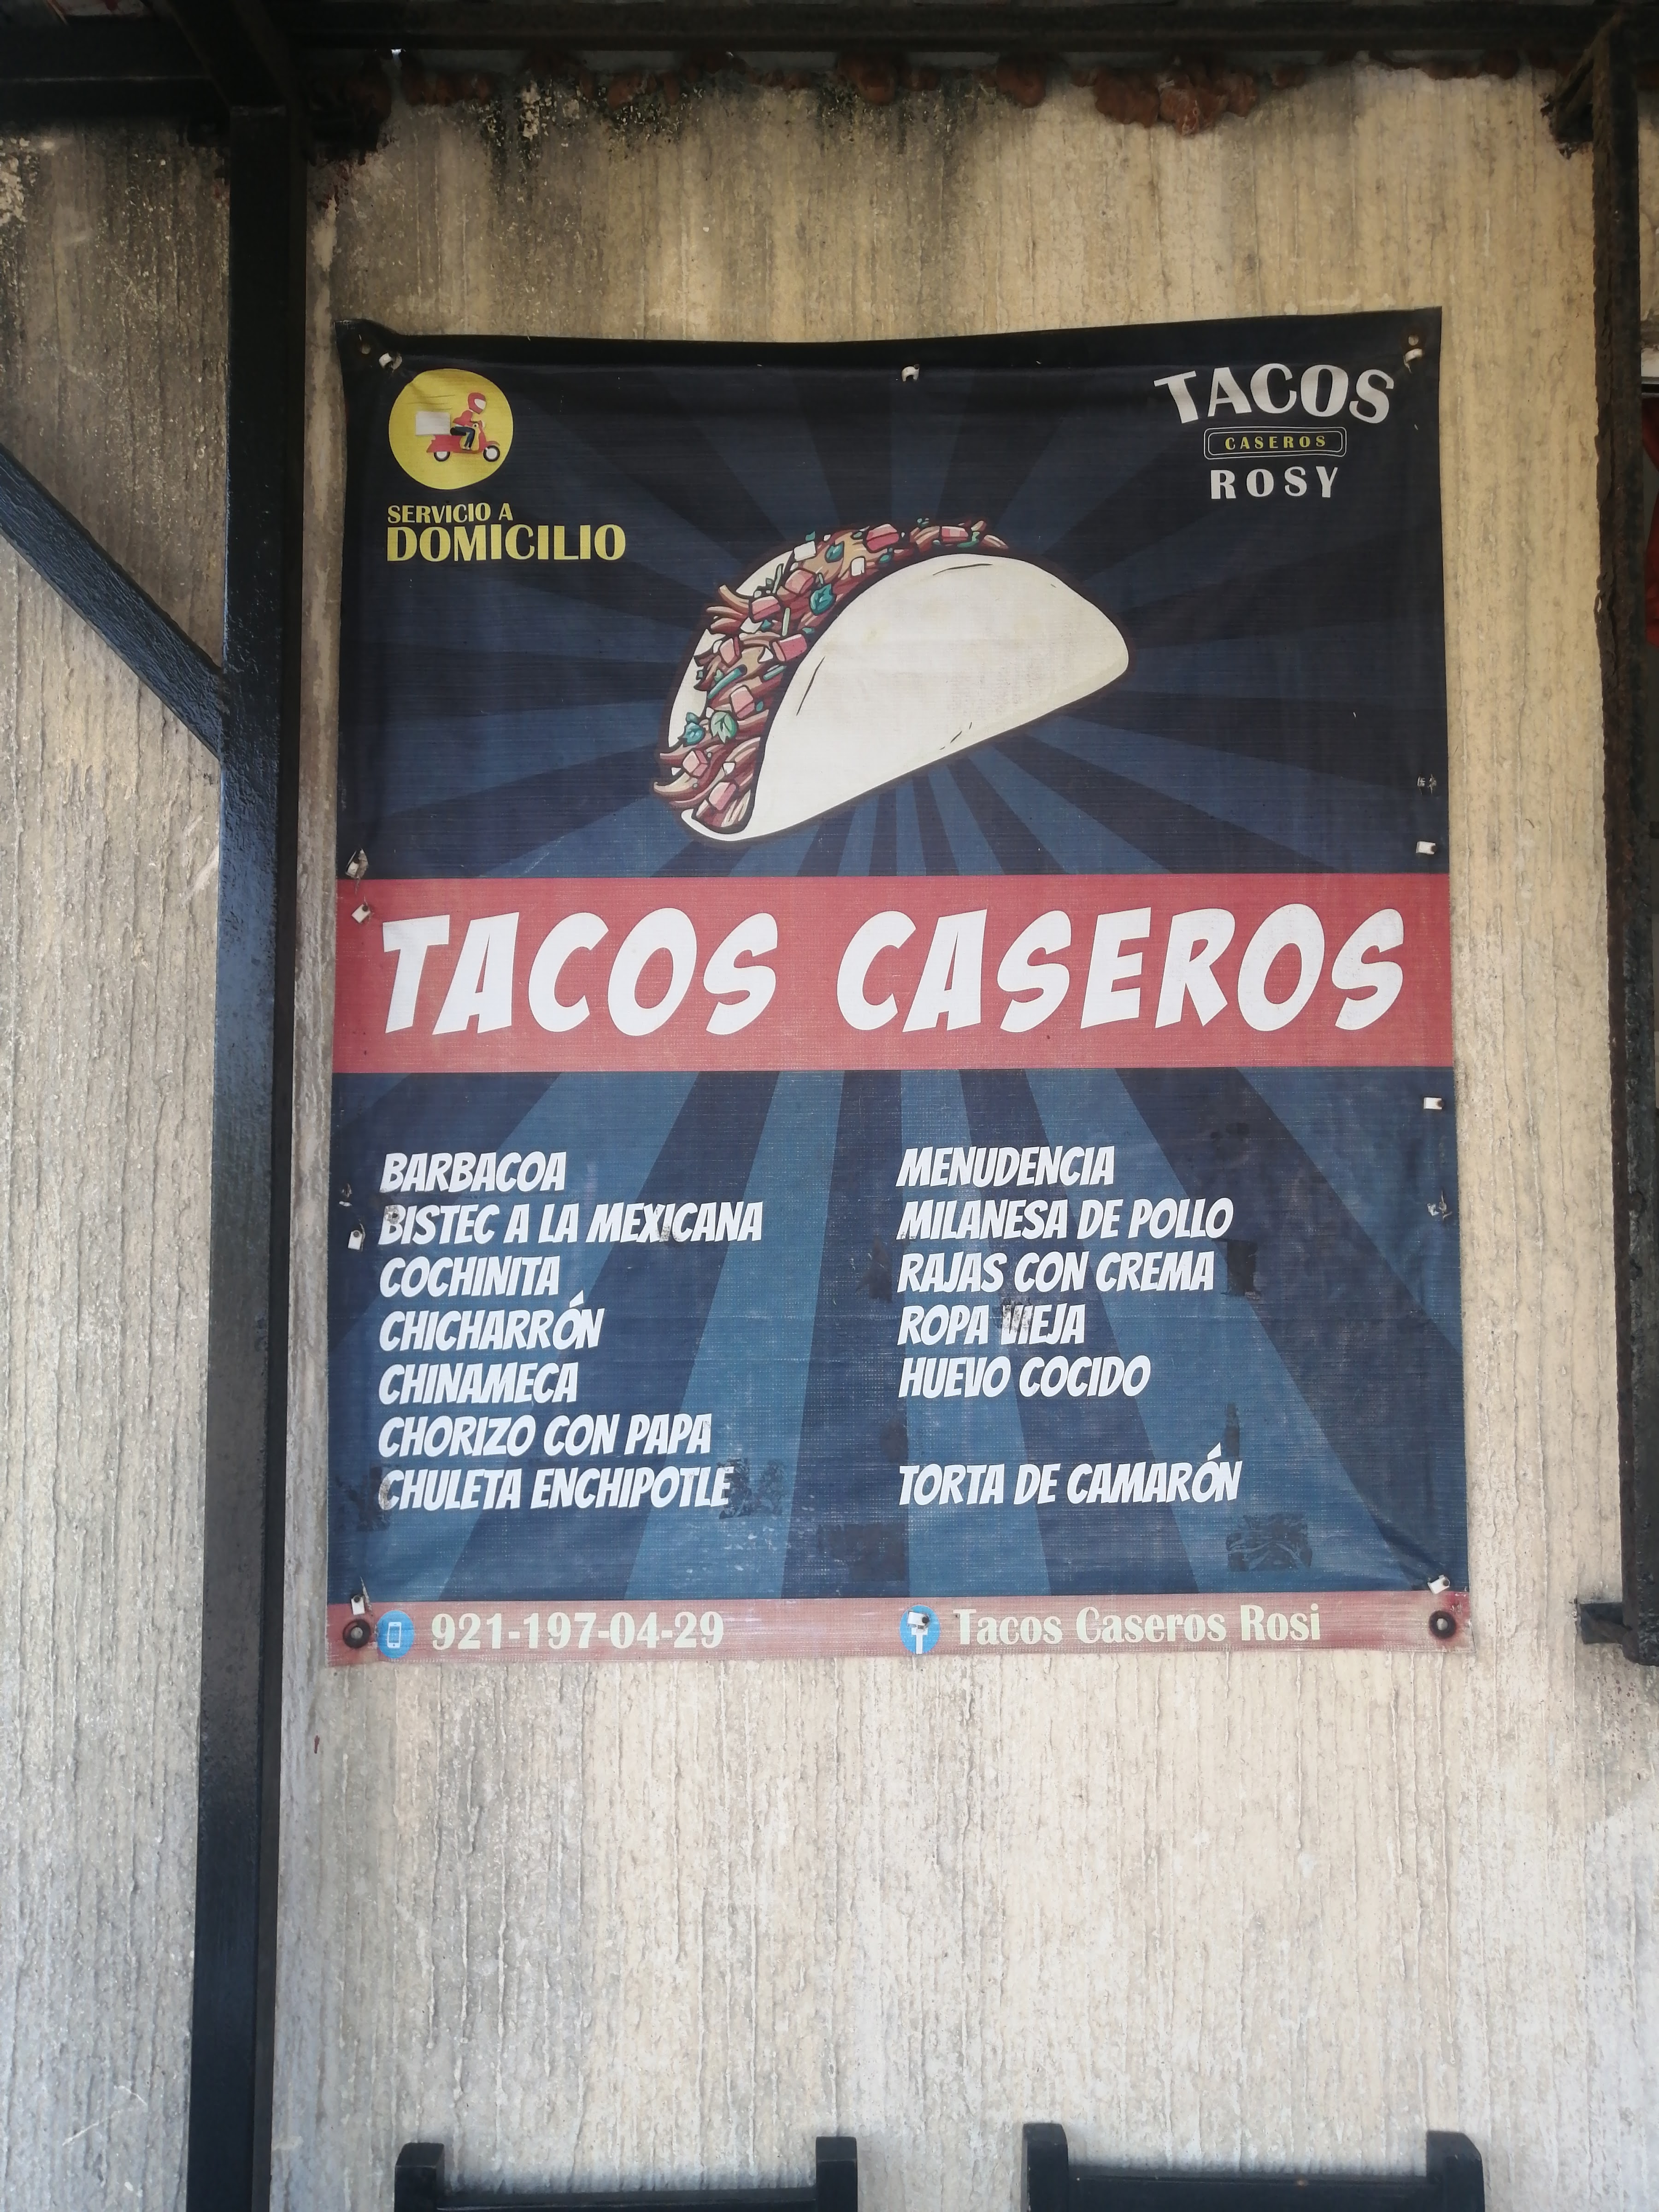 SERVICIO A
DOMICILIO
TACOS
CASEROS
ROSY
TACOS CASEROS
BARBACOA
BISTEC A LA MEXICANA
COCHINITA
CHICHARRÓN
CHINAMECA
CHORIZO CON PAPA
CHULETA ENCHIPOTLE
MENUDENCIA
MILANESA DE POLLO
RAJAS CON CREMA
ROPA VIEJA
HUEVO COCIDO
TORTA DE CAMARÓN
921-197-04-29
Tacos Caseros Rosi